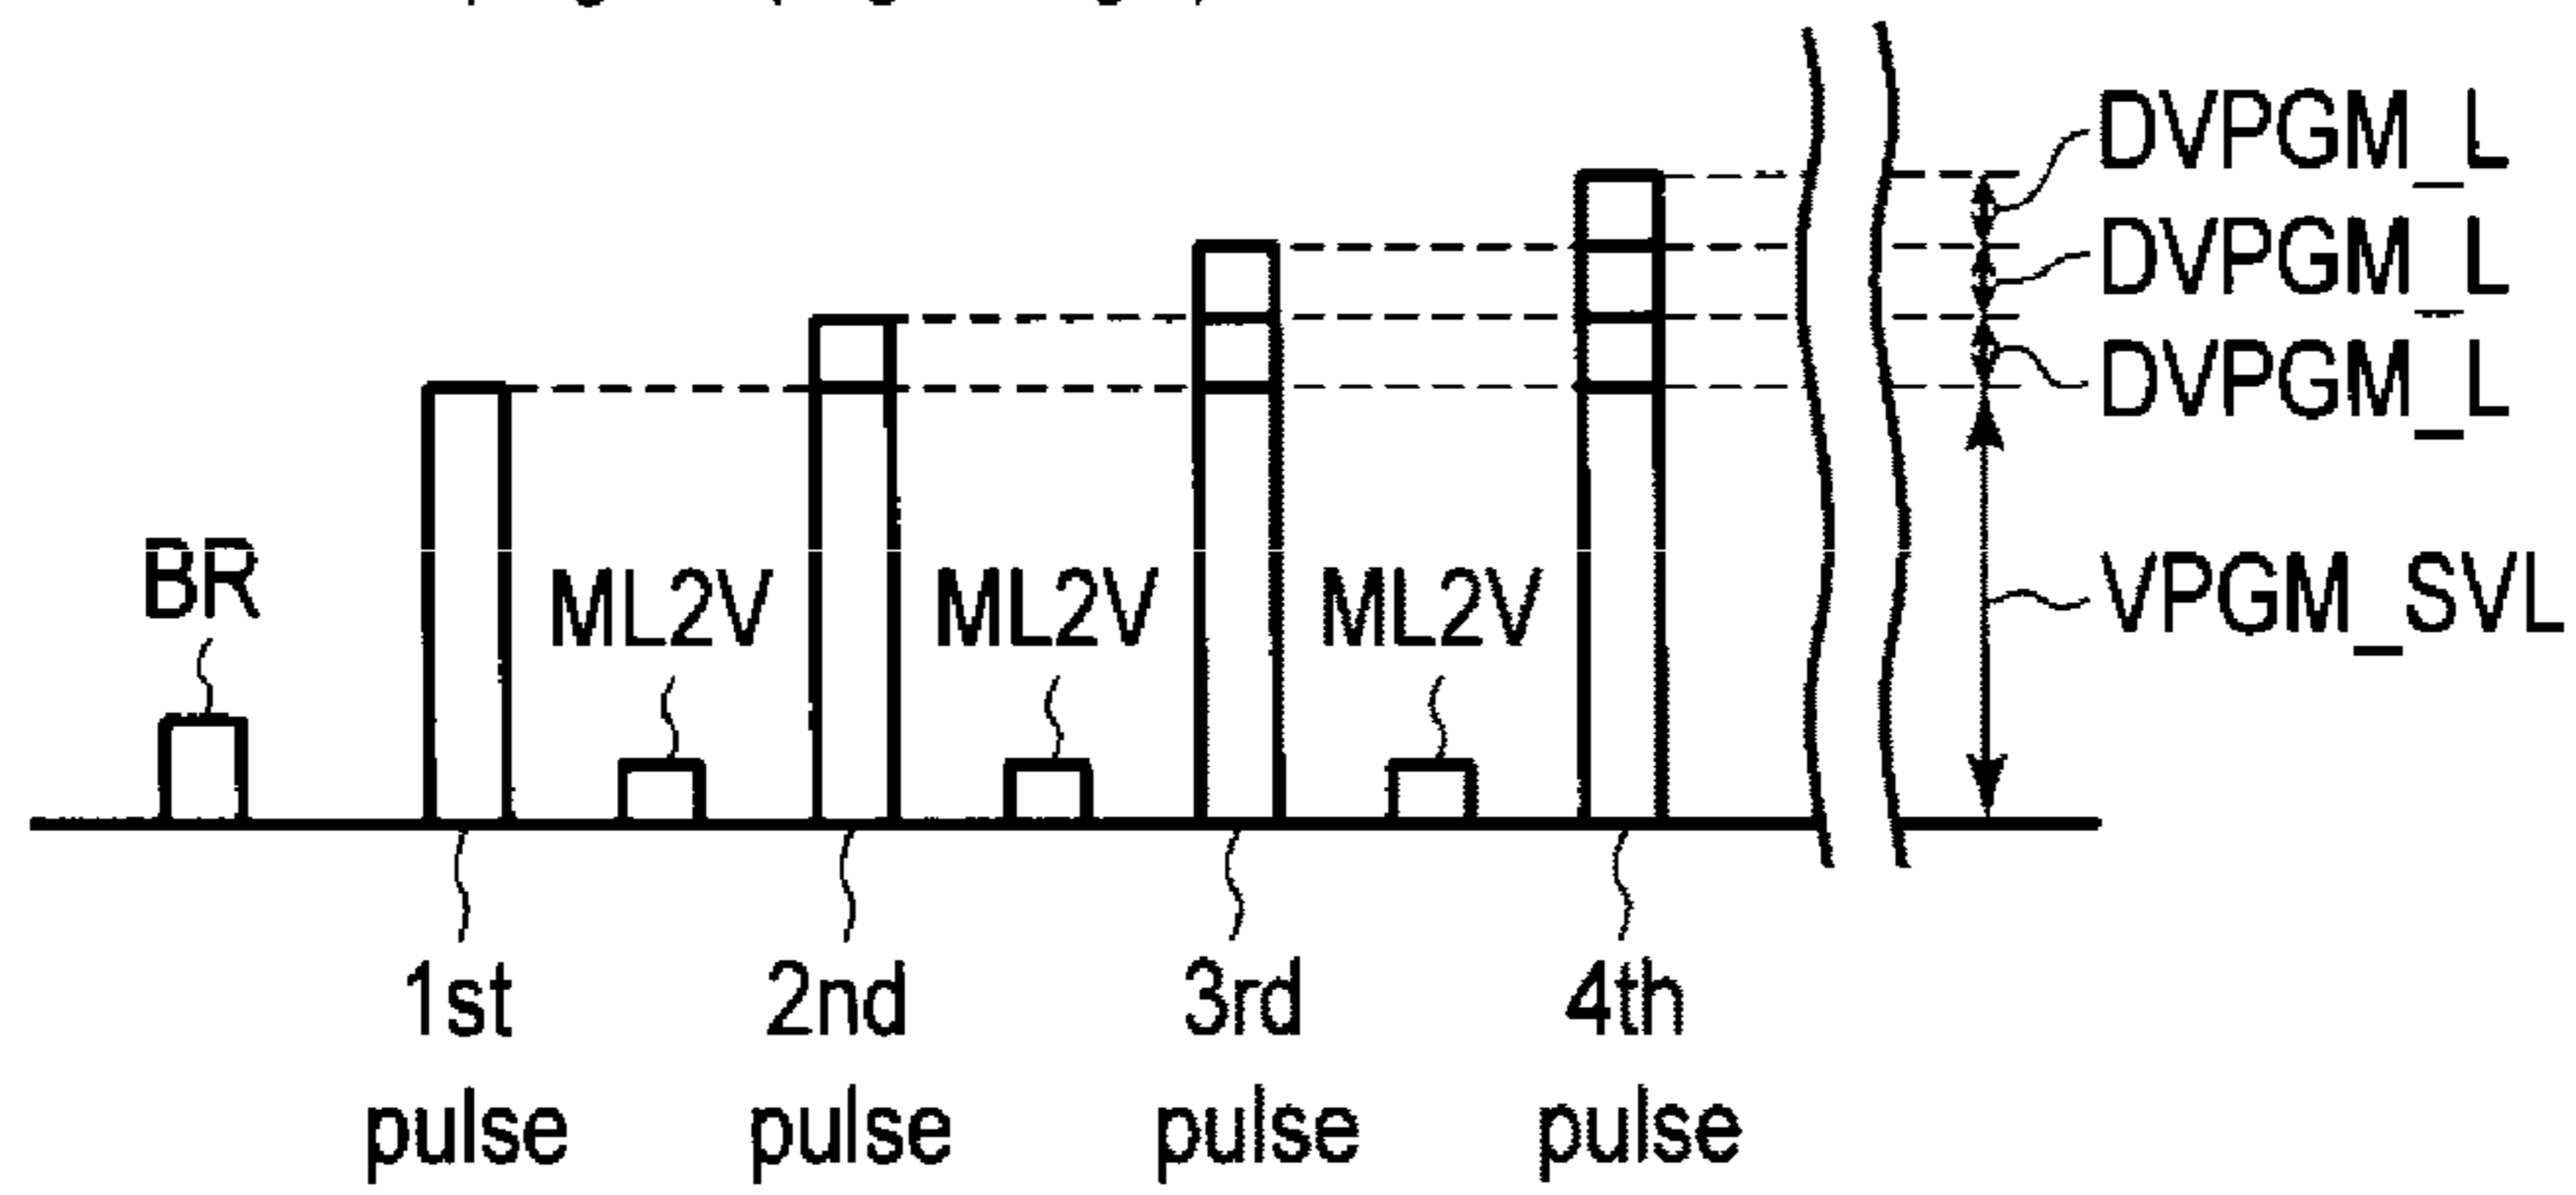 DVPGM_L
DVPGM_L
DVPGM_L
BR
ML2V
ML2V
ML2V
VPGM_SVL
1st
pulse
2nd
pulse
3rd
pulse
4th
pulse